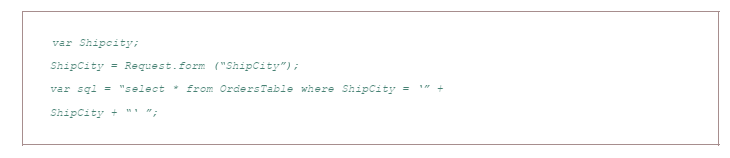 var Shipcity;
ShipCity = Request.form (“ShipCity”);
var sql = “select * from OrdersTable where ShipCity = ‘” +
ShipCity + “‘ ”;